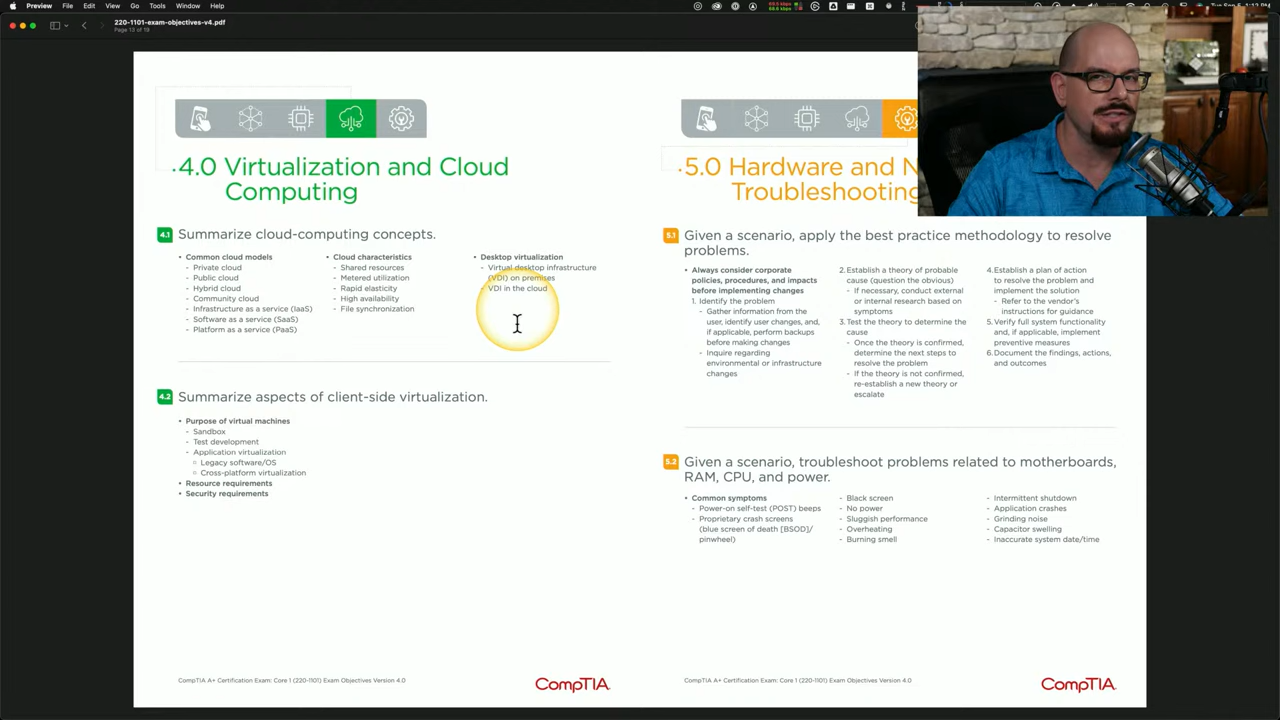 Preview File Edit View Go Tools Window Help
220-1101-exam-objectives-v4.pdf
Page 13 of 19
4.0 Virtualization and Cloud
Computing
4.1 Summarize cloud-computing concepts.
• Common cloud models
- Private cloud
- Public cloud
- Hybrid cloud
- Community cloud
- Infrastructure as a service (IaaS)
- Software as a service (SaaS)
- Platform as a service (PaaS)
• Cloud characteristics
- Shared resources
- Metered utilization
- Rapid elasticity
- High availability
- File synchronization
• Desktop virtualization
- Virtual desktop infrastructure
(VDI) on premises
- VDI in the cloud
4.2 Summarize aspects of client-side virtualization.
• Purpose of virtual machines
- Sandbox
- Test development
- Application virtualization
▫ Legacy software/OS
▫ Cross-platform virtualization
• Resource requirements
• Security requirements
CompTIA A+ Certification Exam: Core 1 (220-1101) Exam Objectives Version 4.0
CompTIA.
5.0 Hardware and N
Troubleshooting
5.1 Given a scenario, apply the best practice methodology to resolve
problems.
• Always consider corporate
policies, procedures, and impacts
before implementing changes
1. Identify the problem
- Gather information from the
user, identify user changes, and,
if applicable, perform backups
before making changes
- Inquire regarding
environmental or infrastructure
changes
2. Establish a theory of probable
cause (question the obvious)
- If necessary, conduct external
or internal research based on
symptoms
3. Test the theory to determine the
cause
- Once the theory is confirmed,
determine the next steps to
resolve the problem
- If the theory is not confirmed,
re-establish a new theory or
escalate
4. Establish a plan of action
to resolve the problem and
implement the solution
- Refer to the vendor's
instructions for guidance
5. Verify full system functionality
and, if applicable, implement
preventive measures
6. Document the findings, actions,
and outcomes
5.2 Given a scenario, troubleshoot problems related to motherboards,
RAM, CPU, and power.
• Common symptoms
- Power-on self-test (POST) beeps
- Proprietary crash screens
(blue screen of death [BSOD]/
pinwheel)
- Black screen
- No power
- Sluggish performance
- Overheating
- Burning smell
- Intermittent shutdown
- Application crashes
- Grinding noise
- Capacitor swelling
- Inaccurate system date/time
CompTIA A+ Certification Exam: Core 1 (220-1101) Exam Objectives Version 4.0
CompTIA.